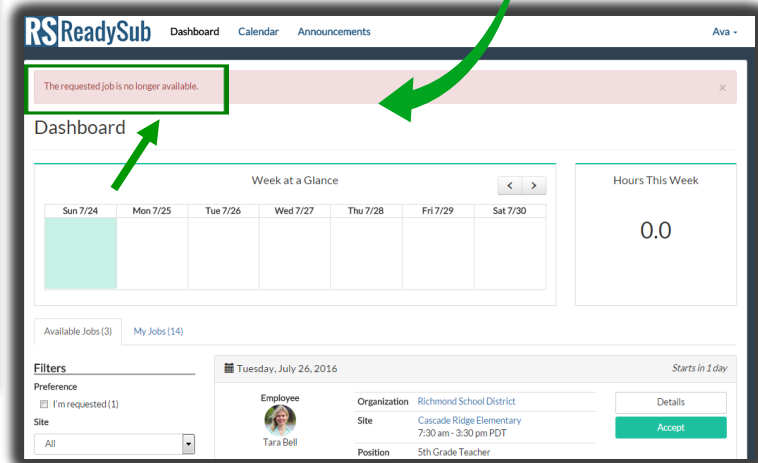 RS ReadySub Dashboard Calendar Announcements Ava
The requested job is no longer available. ×
Dashboard
Week at a Glance < >
Sun 7/24 Mon 7/25 Tue 7/26 Wed 7/27 Thu 7/28 Fri 7/29 Sat 7/30
Hours This Week
0.0
Available Jobs (3) My Jobs (14)
Filters
Preference
I'm requested (1)
Site
All
Tuesday, July 26, 2016 Starts in 1 day
Employee
Tara Bell
Organization Richmond School District
Site Cascade Ridge Elementary
7:30 am - 3:30 pm PDT
Position 5th Grade Teacher
Details
Accept